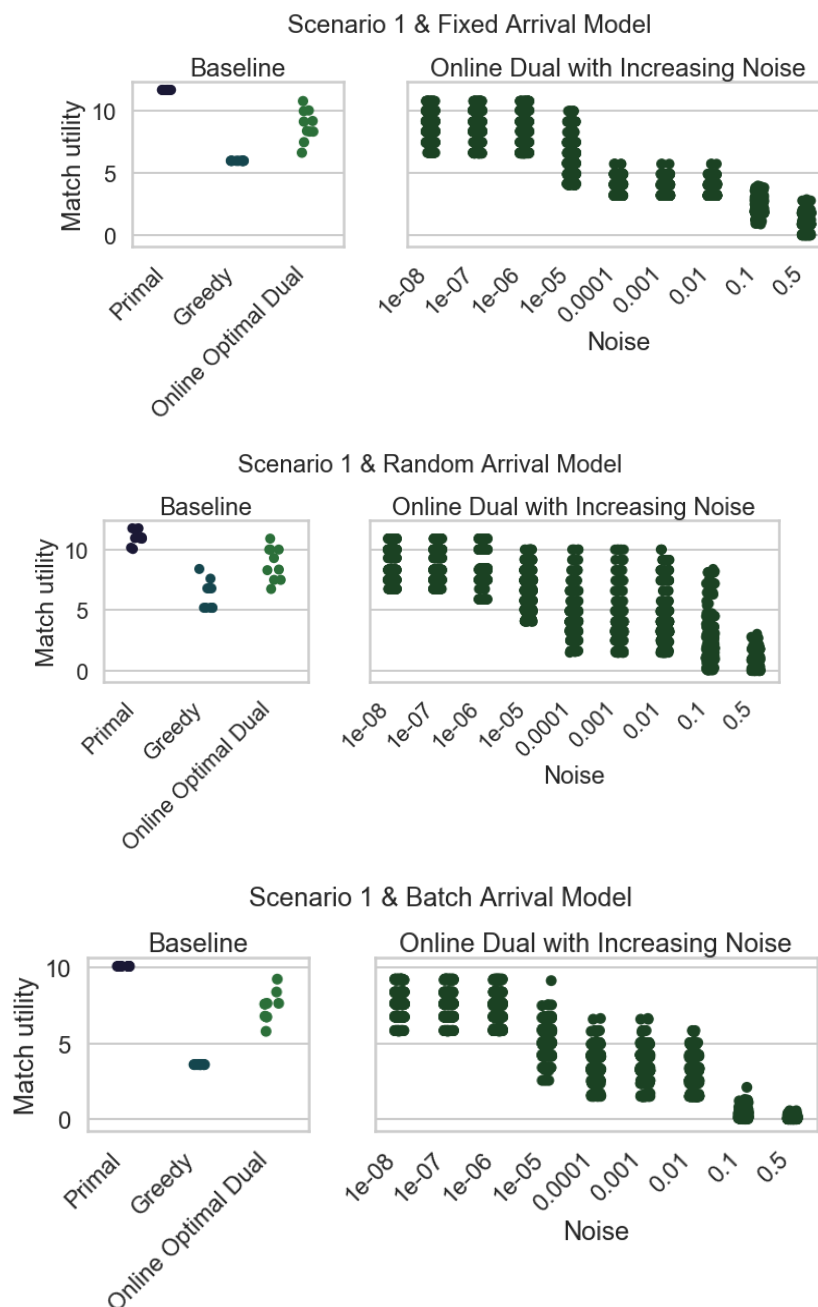 Scenario 1 & Fixed Arrival Model
Baseline
Online Dual with Increasing Noise
Match utility
10
5
0
Primal
Greedy
Online Optimal Dual
1e-08
1e-07
1e-06
1e-05
0.0001
0.001
0.01
0.1
0.5
Noise
Scenario 1 & Random Arrival Model
Baseline
Online Dual with Increasing Noise
Match utility
10
5
0
Primal
Greedy
Online Optimal Dual
1e-08
1e-07
1e-06
1e-05
0.0001
0.001
0.01
0.1
0.5
Noise
Scenario 1 & Batch Arrival Model
Baseline
Online Dual with Increasing Noise
Match utility
10
5
0
Primal
Greedy
Online Optimal Dual
1e-08
1e-07
1e-06
1e-05
0.0001
0.001
0.01
0.1
0.5
Noise